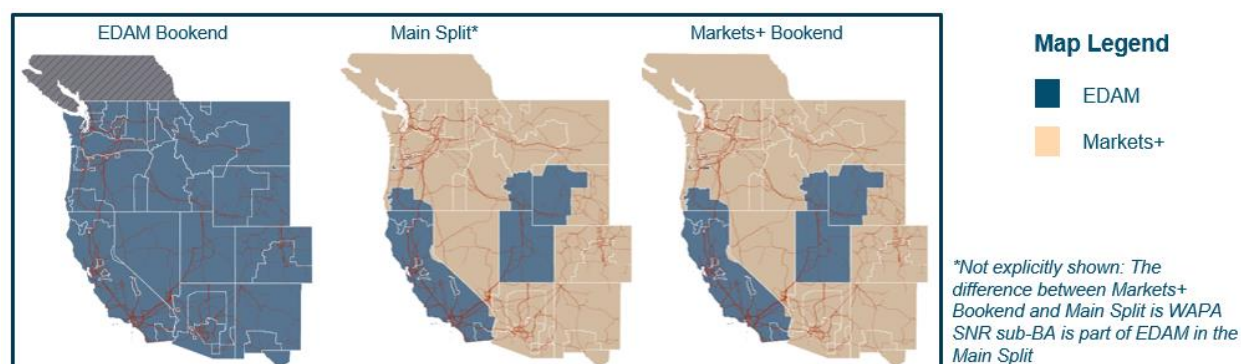 EDAM Bookend
Main Split*
Markets+ Bookend
Map Legend
EDAM
Markets+
*Not explicitly shown: The
difference between Markets+
Bookend and Main Split is WAPA
SNR sub-BA is part of EDAM in the
Main Split